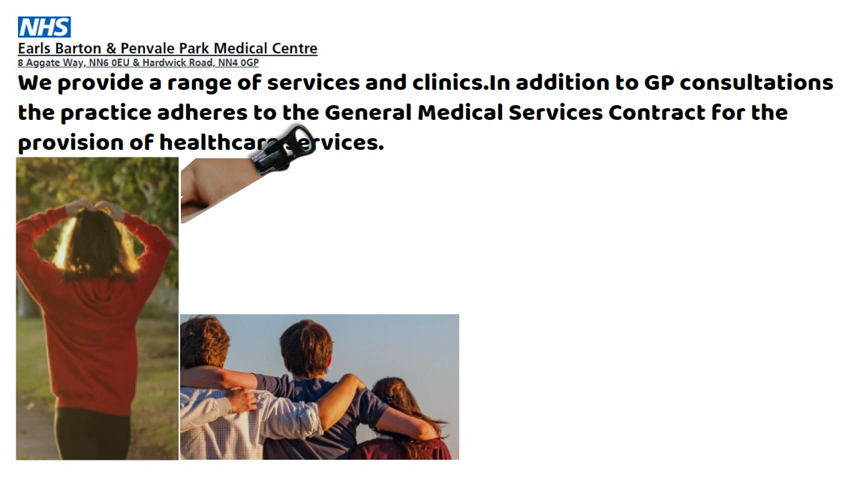 NHS
Earls Barton & Penvale Park Medical Centre
8 Aggate Way, NN6 0EU & Hardwick Road, NN4 0GP
We provide a range of services and clinics.In addition to GP consultations
the practice adheres to the General Medical Services Contract for the
provision of healthcare services.